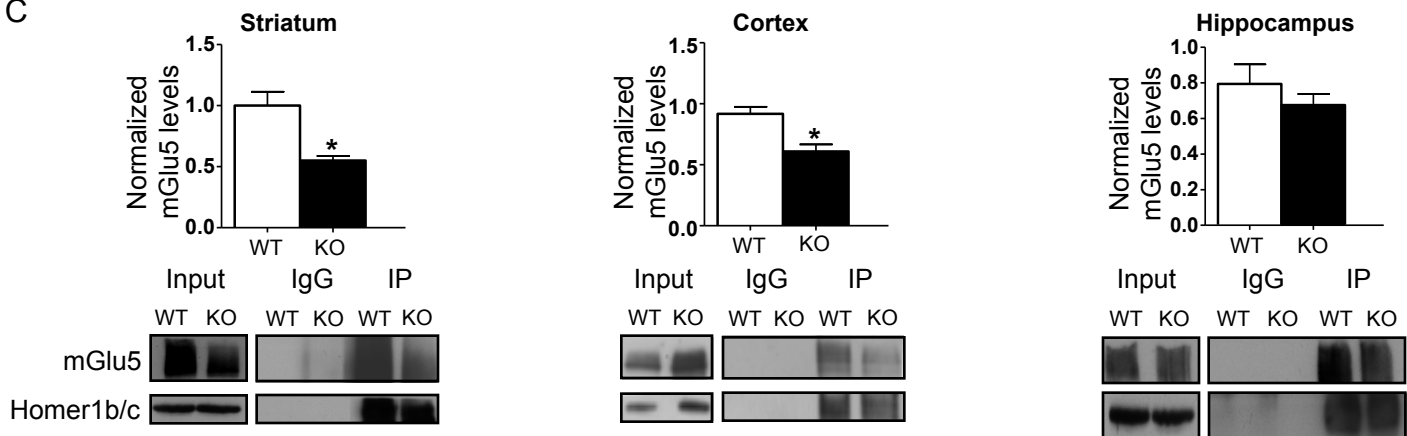 C
Striatum
Normalized
mGlu5 levels
1.5
1.0
0.5
0.0
WT KO
Cortex
Normalized
mGlu5 levels
1.5
1.0
0.5
0.0
*
WT KO
Hippocampus
Normalized
mGlu5 levels
1.0
0.8
0.6
0.4
0.2
0.0
WT KO
*
Input IgG IP
WT KO WT KO WT KO
mGlu5
Homer1b/c
Input IgG IP
WT KO WT KO WT KO
Input IgG IP
WT KO WT KO WT KO